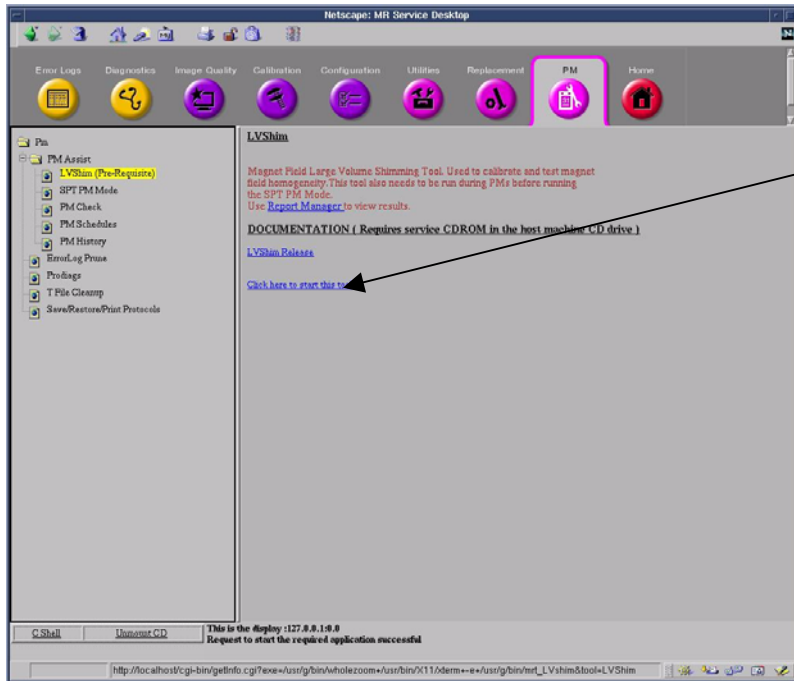 Netscape: MR Service Desktop
Error Logs
Diagnostics
Image Quality
Calibration
Configuration
Utilities
Replacement
PM
Home
Pm
PM Assist
LVShim (Pre-Requisite)
SPT PM Mode
PM Check
PM Schedules
PM History
ErrorLog Prune
Prodiags
T File Cleanup
Save/Restore/Print Protocols
LVShim
Magnet Field Large Volume Shimming Tool. Used to calibrate and test magnet
field homogeneity.This tool also needs to be run during PMs before running
the SPT PM Mode.
Use Report Manager to view results.
DOCUMENTATION ( Requires service CDROM in the host machine CD drive )
LVShim Release
Click here to start this
C Shell
Unmount CD
This is the display :127.0.0.1:0.0
Request to start the required application successful
http://localhost/cgi-bin/getInfo.cgi?exe=/usr/g/bin/wholezoom+/usr/bin/X11/xterm+-e+/usr/g/bin/mrt_LVshim&tool=LVShim